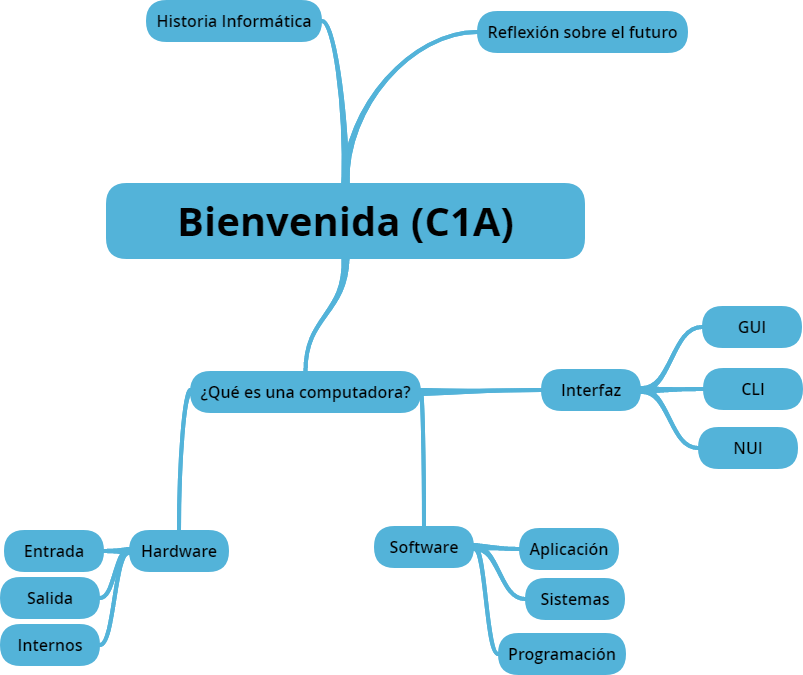 Historia Informática
Reflexión sobre el futuro
Bienvenida (C1A)
¿Qué es una computadora?
Interfaz
GUI
CLI
NUI
Hardware
Entrada
Salida
Internos
Software
Aplicación
Sistemas
Programación